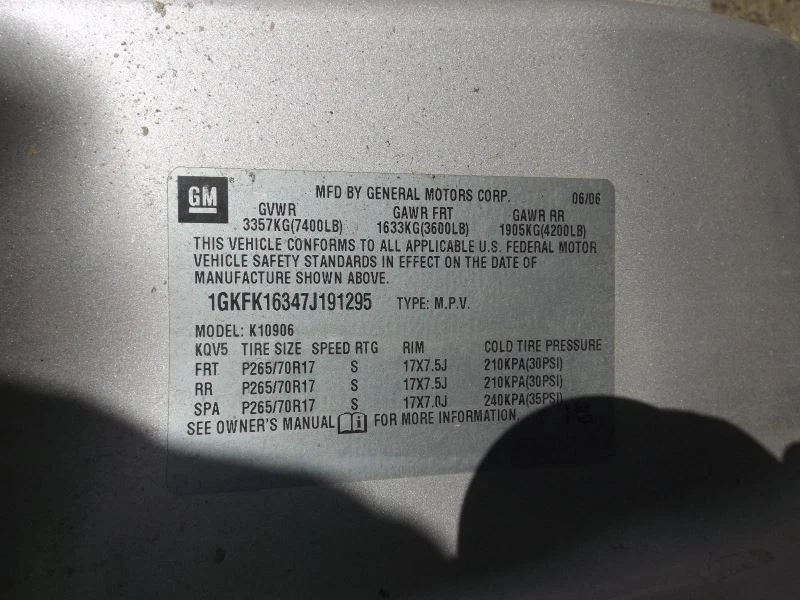 GM MFD BY GENERAL MOTORS CORP. 06/06
GVWR GAWR FRT GAWR RR
3357KG(7400LB) 1633KG(3600LB) 1905KG(4200LB)
THIS VEHICLE CONFORMS TO ALL APPLICABLE U.S. FEDERAL MOTOR
VEHICLE SAFETY STANDARDS IN EFFECT ON THE DATE OF
MANUFACTURE SHOWN ABOVE.
1GKFK16347J191295 TYPE: M.P.V.
MODEL: K10906
KQV5 TIRE SIZE SPEED RTG RIM COLD TIRE PRESSURE
FRT P265/70R17 S 17X7.5J 210KPA(30PSI)
RR P265/70R17 S 17X7.5J 210KPA(30PSI)
SPA P265/70R17 S 17X7.0J 240KPA(35PSI)
SEE OWNER'S MANUAL i FOR MORE INFORMATION.